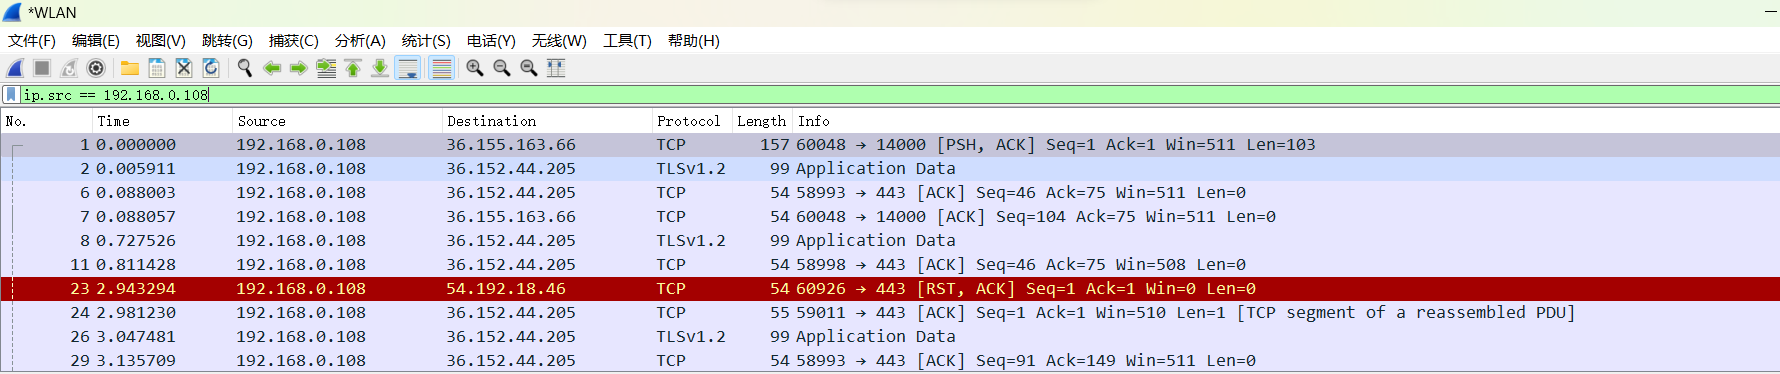 *WLAN
文件(F) 编辑(E) 视图(V) 跳转(G) 捕获(C) 分析(A) 统计(S) 电话(Y) 无线(W) 工具(T) 帮助(H)
ip.src == 192.168.0.108
No. Time Source Destination Protocol Length Info
1 0.000000 192.168.0.108 36.155.163.66 TCP 157 60048 → 14000 [PSH, ACK] Seq=1 Ack=1 Win=511 Len=103
2 0.005911 192.168.0.108 36.152.44.205 TLSv1.2 99 Application Data
6 0.088003 192.168.0.108 36.152.44.205 TCP 54 58993 → 443 [ACK] Seq=46 Ack=75 Win=511 Len=0
7 0.088057 192.168.0.108 36.155.163.66 TCP 54 60048 → 14000 [ACK] Seq=104 Ack=75 Win=511 Len=0
8 0.727526 192.168.0.108 36.152.44.205 TLSv1.2 99 Application Data
11 0.811428 192.168.0.108 36.152.44.205 TCP 54 58998 → 443 [ACK] Seq=46 Ack=75 Win=508 Len=0
23 2.943294 192.168.0.108 54.192.18.46 TCP 54 60926 → 443 [RST, ACK] Seq=1 Ack=1 Win=0 Len=0
24 2.981230 192.168.0.108 36.152.44.205 TCP 55 59011 → 443 [ACK] Seq=1 Ack=1 Win=510 Len=1 [TCP segment of a reassembled PDU]
26 3.047481 192.168.0.108 36.152.44.205 TLSv1.2 99 Application Data
29 3.135709 192.168.0.108 36.152.44.205 TCP 54 58993 → 443 [ACK] Seq=91 Ack=149 Win=511 Len=0